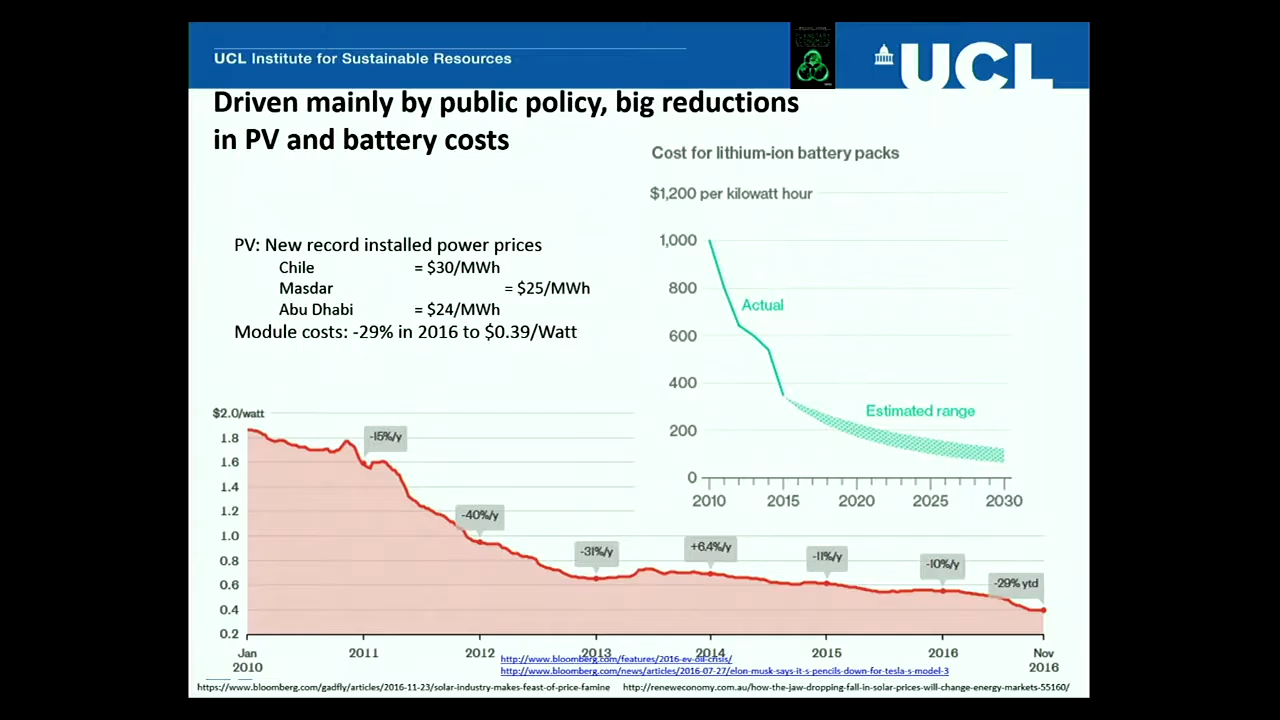 UCL Institute for Sustainable Resources
UCL
Driven mainly by public policy, big reductions
in PV and battery costs
PV: New record installed power prices
Chile = $30/MWh
Masdar = $25/MWh
Abu Dhabi = $24/MWh
Module costs: -29% in 2016 to $0.39/Watt
Cost for lithium-ion battery packs
$1,200 per kilowatt hour
1,000
800
600
400
200
0
Actual
Estimated range
2010 2015 2020 2025 2030
$2.0/watt
1.8
1.6
1.4
1.2
1.0
0.8
0.6
0.4
0.2
-15%/y
-40%/y
-31%/y
+6.4%/y
-11%/y
-10%/y
-29% ytd
Jan 2011 2012 2013 2014 2015 2016 Nov
2010 2016
http://www.bloomberg.com/features/2016-ev-oil-crisis/
http://www.bloomberg.com/news/articles/2016-07-27/elon-musk-says-it-s-pencils-down-for-tesla-s-model-3
https://www.bloomberg.com/gadfly/articles/2016-11-23/solar-industry-makes-feast-of-price-famine http://reneweconomy.com.au/how-the-jaw-dropping-fall-in-solar-prices-will-change-energy-markets-55160/